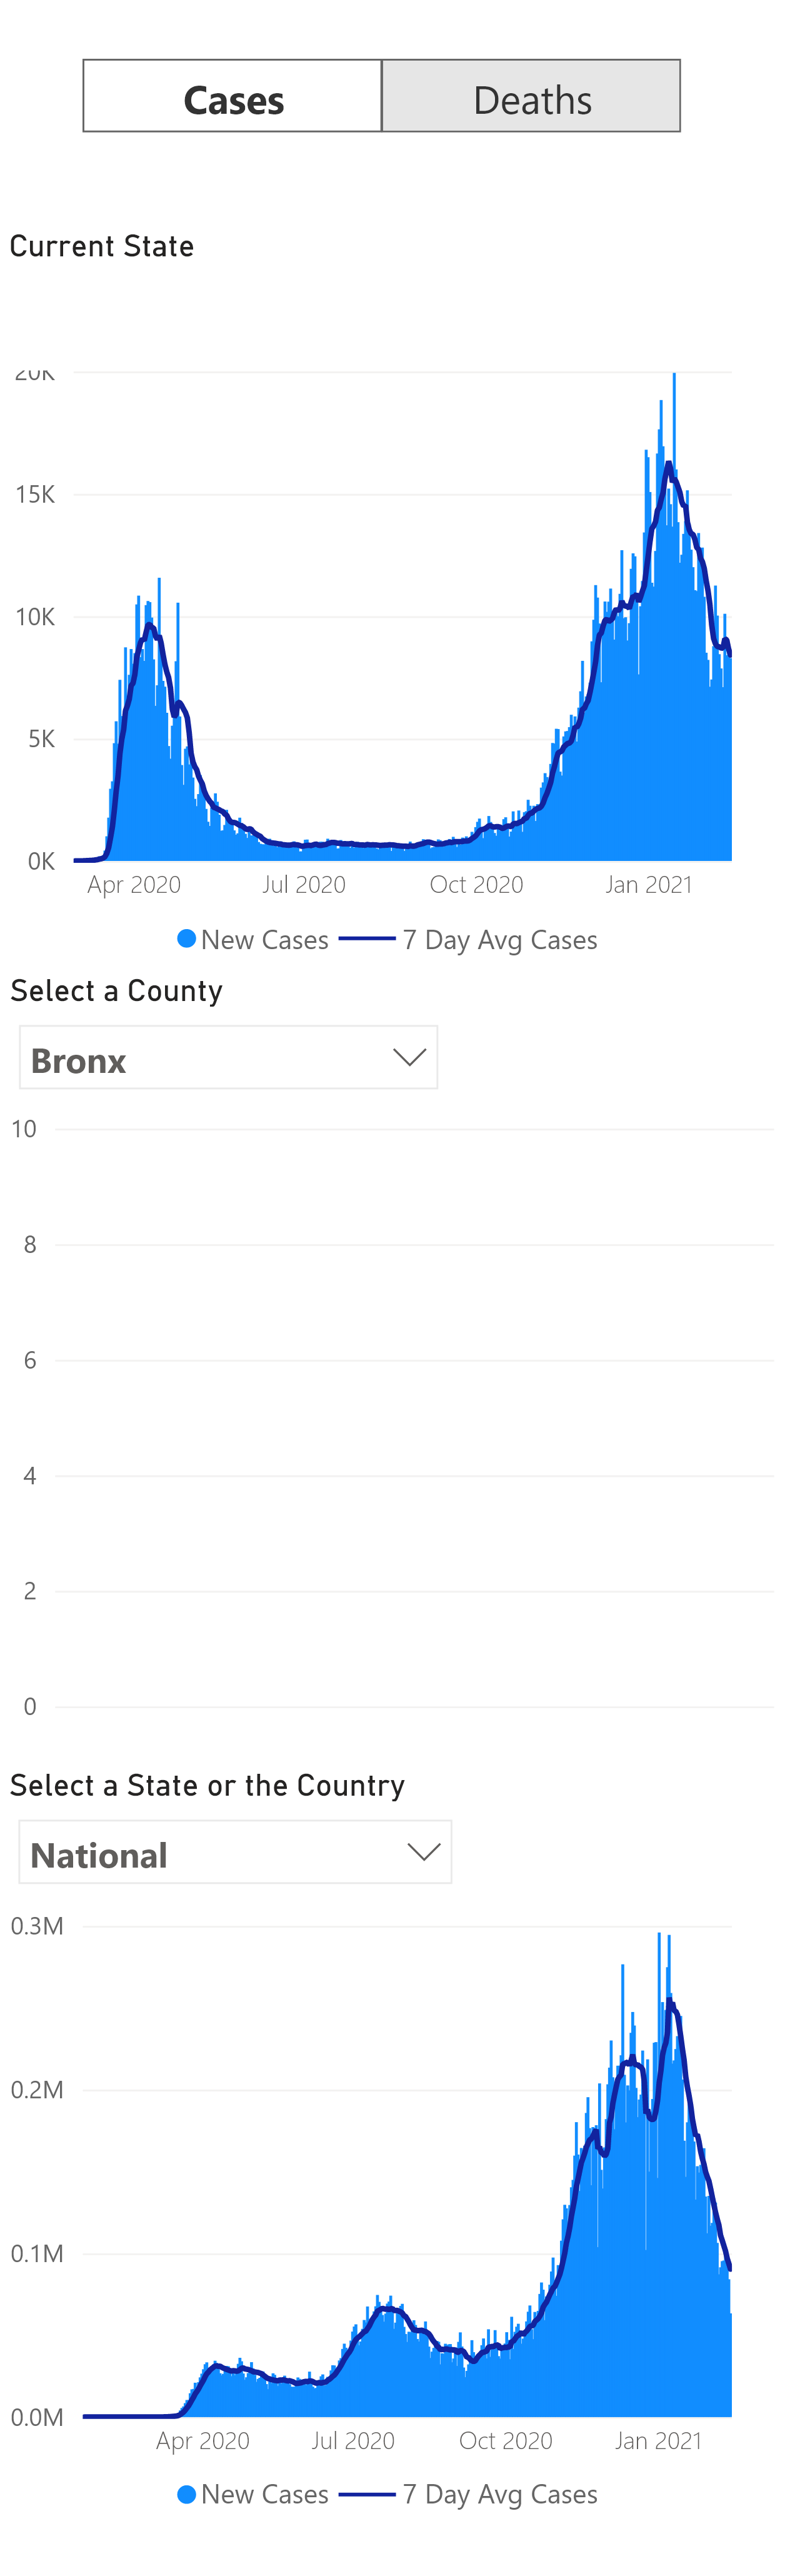 Cases Deaths
Current State
20K
15K
10K
5K
0K
Apr 2020 Jul 2020 Oct 2020 Jan 2021
New Cases 7 Day Avg Cases
Select a County
Bronx
10
8
6
4
2
0
Select a State or the Country
National
0.3M
0.2M
0.1M
0.0M
Apr 2020 Jul 2020 Oct 2020 Jan 2021
New Cases 7 Day Avg Cases